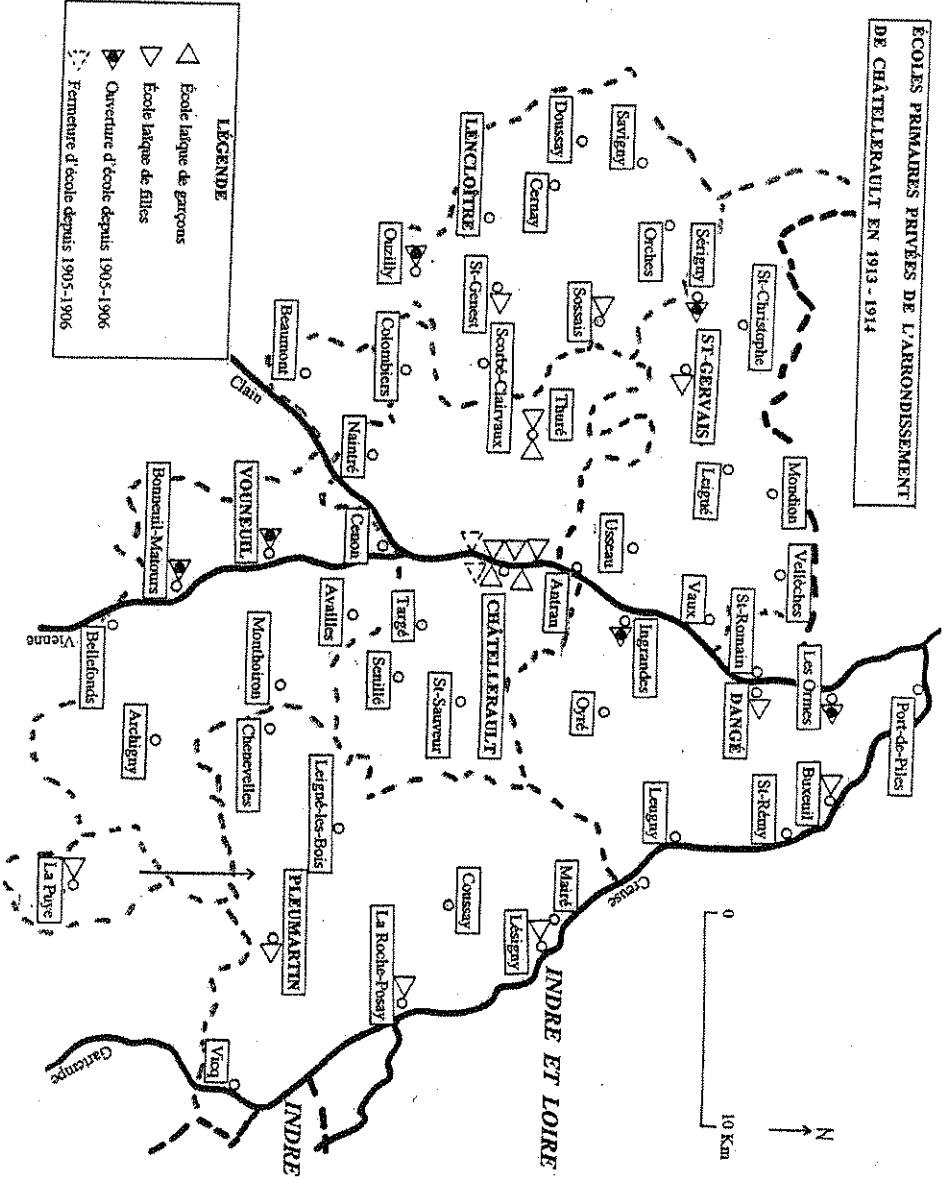 ÉCOLES PRIMAIRES PRIVÉES DE L'ARRONDISSEMENT
DE CHÂTELLERAULT EN 1913 - 1914
0
10 Km
N
Port-de-Piles
Les Ormes
Buxeuil
St-Rémy
Mondion
Vellèches
St-Romain
DANGÉ
St-Christophe
Leigné
Vaux
Sérigny
ST-GERVAIS
Savigny
Orches
Usseau
Ingrandes
Oyré
Leugny
Creuse
Mairé
Lésigny
INDRE ET LOIRE
Doussay
Cernay
Sossais
Thuré
Antran
LENCLOÎTRE
St-Genest
Scorbé-Clairvaux
CHÂTELLERAULT
St-Sauveur
Coussay
La Roche-Posay
Ouzilly
Colombiers
Naintré
Targé
Senillé
Cenon
Availles
Beaumont
Clain
VOUNEUIL
Monthoiron
Chenevelles
Leigné-les-Bois
PLEUMARTIN
INDRE
Vicq
Gartempe
Bonneuil-Matours
Bellefonds
Archigny
La Puye
Vienne
LÉGENDE
École laïque de garçons
École laïque de filles
Ouverture d'école depuis 1905-1906
Fermeture d'école depuis 1905-1906